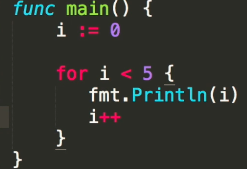 func main() {
    i := 0

    for i < 5 {
        fmt.Println(i)
        i++
    }
}